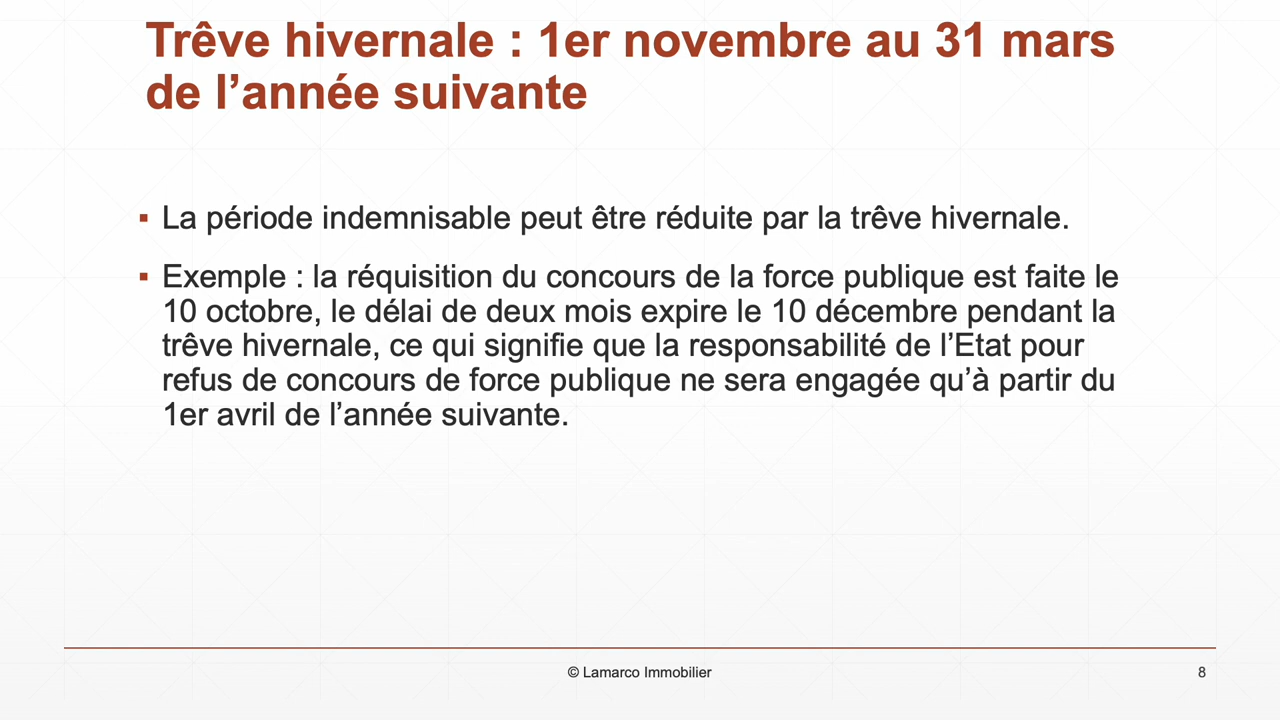 Trêve hivernale : 1er novembre au 31 mars
de l’année suivante
▪ La période indemnisable peut être réduite par la trêve hivernale.
▪ Exemple : la réquisition du concours de la force publique est faite le
10 octobre, le délai de deux mois expire le 10 décembre pendant la
trêve hivernale, ce qui signifie que la responsabilité de l’Etat pour
refus de concours de force publique ne sera engagée qu’à partir du
1er avril de l’année suivante.
© Lamarco Immobilier
8